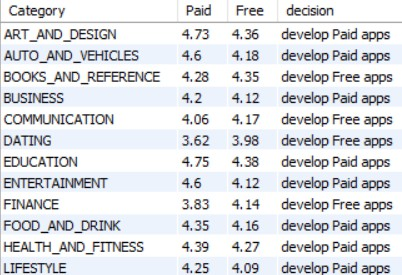 Category Paid Free decision
ART_AND_DESIGN 4.73 4.36 develop Paid apps
AUTO_AND_VEHICLES 4.6 4.18 develop Paid apps
BOOKS_AND_REFERENCE 4.28 4.35 develop Free apps
BUSINESS 4.2 4.12 develop Paid apps
COMMUNICATION 4.06 4.17 develop Free apps
DATING 3.62 3.98 develop Free apps
EDUCATION 4.75 4.38 develop Paid apps
ENTERTAINMENT 4.6 4.12 develop Paid apps
FINANCE 3.83 4.14 develop Free apps
FOOD_AND_DRINK 4.35 4.16 develop Paid apps
HEALTH_AND_FITNESS 4.39 4.27 develop Paid apps
LIFESTYLE 4.25 4.09 develop Paid apps